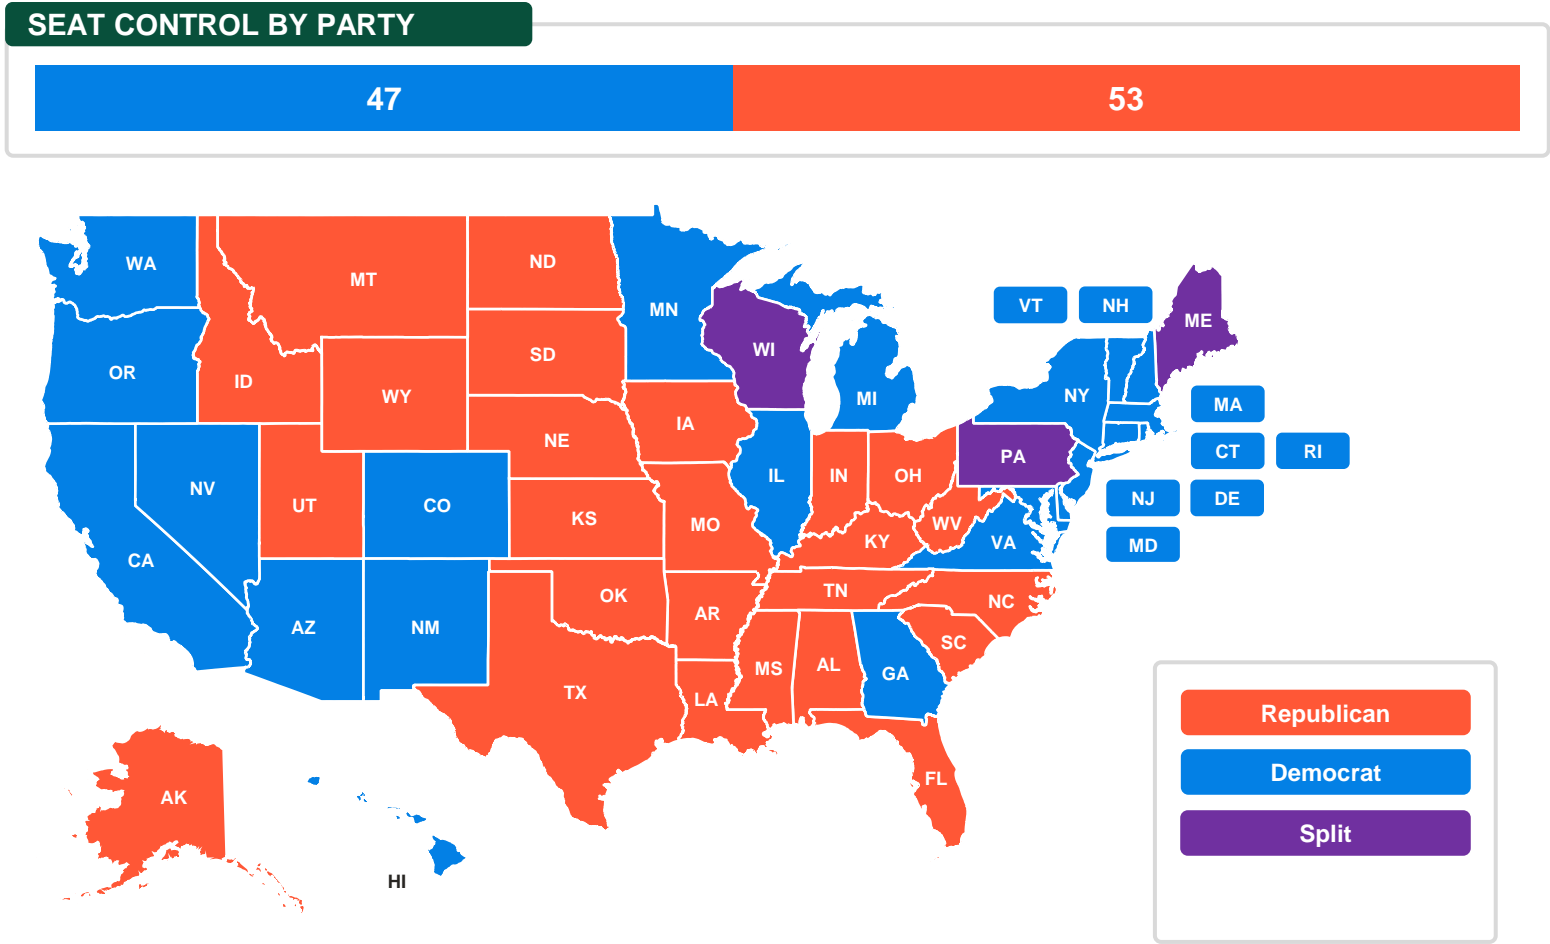 SEAT CONTROL BY PARTY
47 53
WA
MT
ND
MN
VT NH
ME
OR
ID
WY
SD
WI
MI
NY
MA
NV
UT
CO
NE
IA
IL
IN
OH
PA
CT RI
CA
KS
MO
KY
WV
VA
NJ DE
MD
AZ
NM
OK
AR
TN
NC
SC
TX
LA
MS
AL
GA
FL
AK
HI
Republican
Democrat
Split